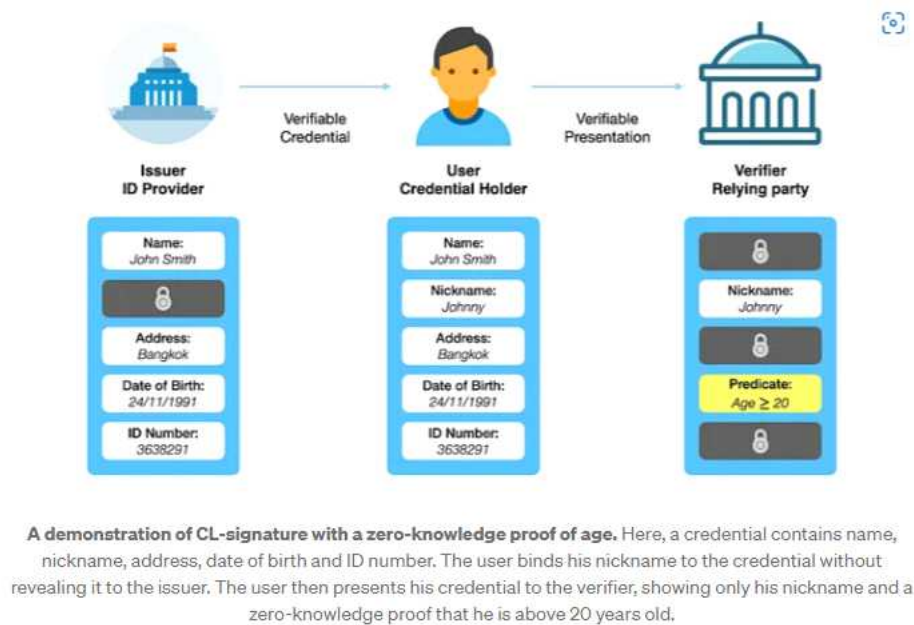 Verifiable
Credential
Verifiable
Presentation
Issuer
ID Provider
User
Credential Holder
Verifier
Relying party
Name:
John Smith
Address:
Bangkok
Date of Birth:
24/11/1991
ID Number:
3638291
Name:
John Smith
Nickname:
Johnny
Address:
Bangkok
Date of Birth:
24/11/1991
ID Number:
3638291
Nickname:
Johnny
Predicate:
Age ≥ 20
A demonstration of CL-signature with a zero-knowledge proof of age. Here, a credential contains name,
nickname, address, date of birth and ID number. The user binds his nickname to the credential without
revealing it to the issuer. The user then presents his credential to the verifier, showing only his nickname and a
zero-knowledge proof that he is above 20 years old.